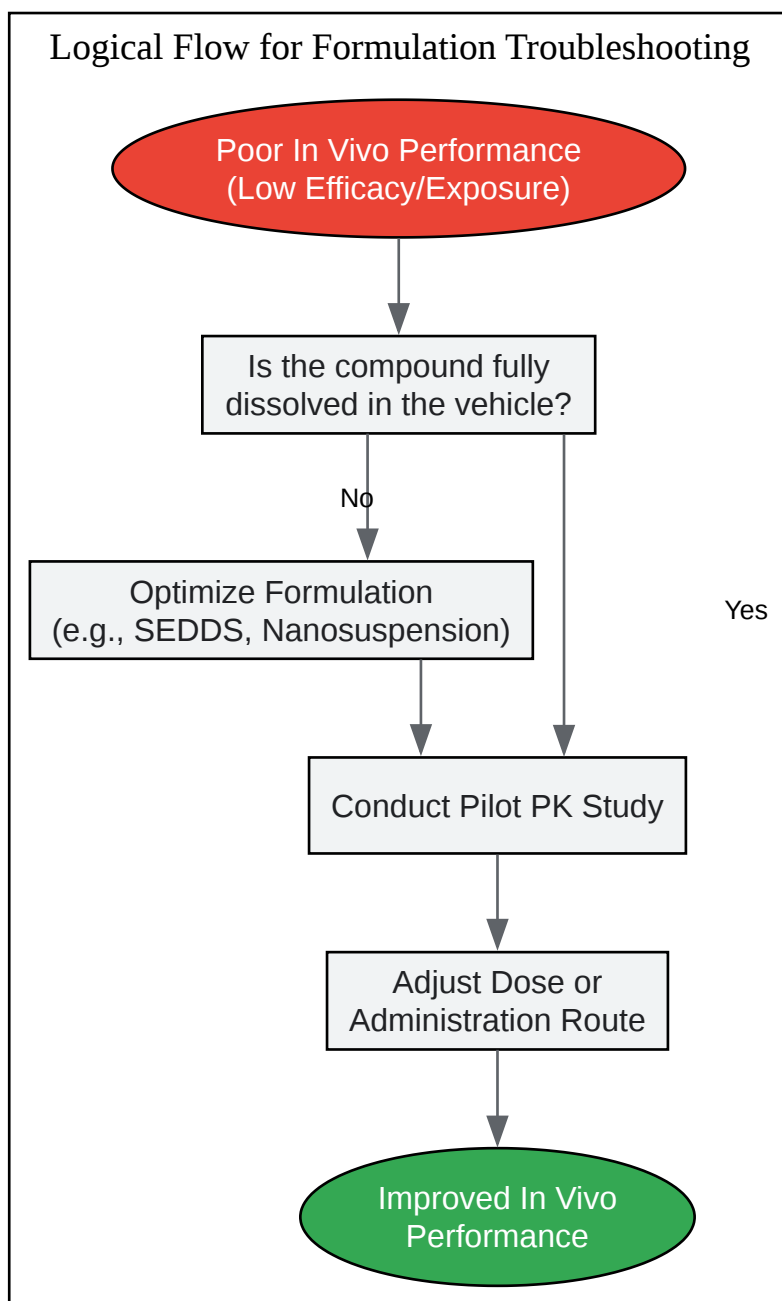 Logical Flow for Formulation Troubleshooting
Poor In Vivo Performance
(Low Efficacy/Exposure)
Is the compound fully
dissolved in the vehicle?
No
Optimize Formulation
(e.g., SEDDS, Nanosuspension)
Yes
Conduct Pilot PK Study
Adjust Dose or
Administration Route
Improved In Vivo
Performance